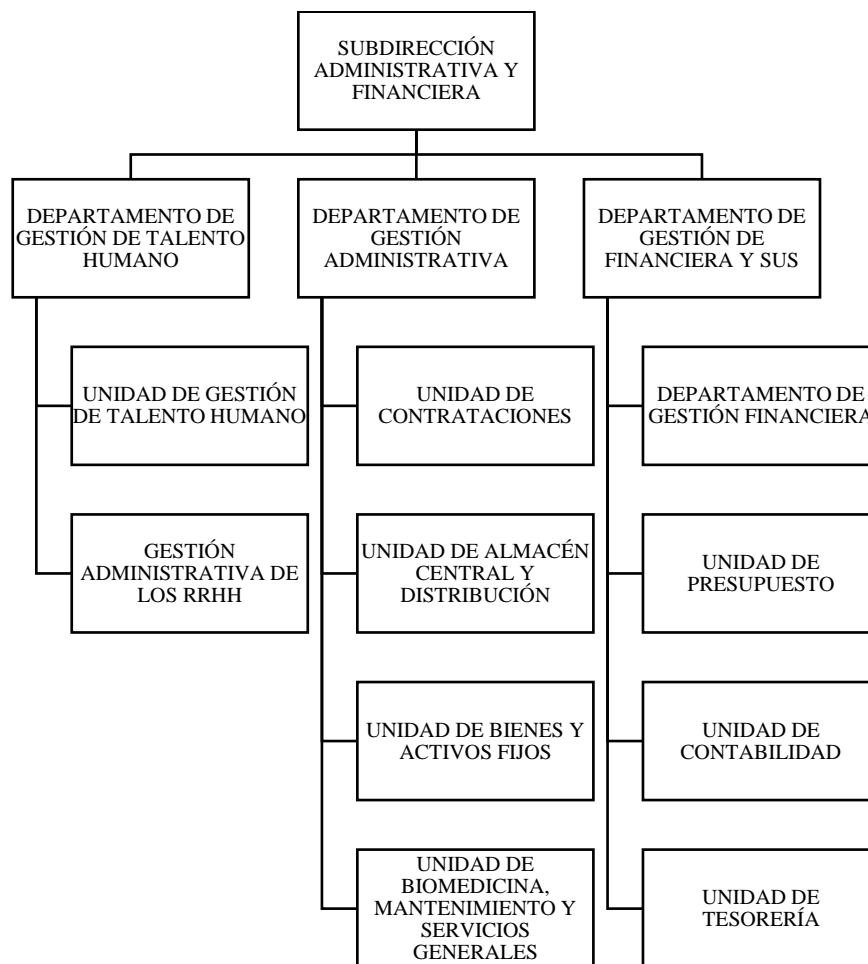 SUBDIRECCIÓN
ADMINISTRATIVA Y
FINANCIERA
DEPARTAMENTO DE
GESTIÓN DE TALENTO
HUMANO
DEPARTAMENTO DE
GESTIÓN
ADMINISTRATIVA
DEPARTAMENTO DE
GESTIÓN DE
FINANCIERA Y SUS
UNIDAD DE GESTIÓN
DE TALENTO HUMANO
UNIDAD DE
CONTRATACIONES
DEPARTAMENTO DE
GESTIÓN FINANCIERA
GESTIÓN
ADMINISTRATIVA DE
LOS RRHH
UNIDAD DE ALMACÉN
CENTRAL Y
DISTRIBUCIÓN
UNIDAD DE
PRESUPUESTO
UNIDAD DE BIENES Y
ACTIVOS FIJOS
UNIDAD DE
CONTABILIDAD
UNIDAD DE
BIOMEDICINA,
MANTENIMIENTO Y
SERVICIOS
GENERALES
UNIDAD DE
TESORERÍA